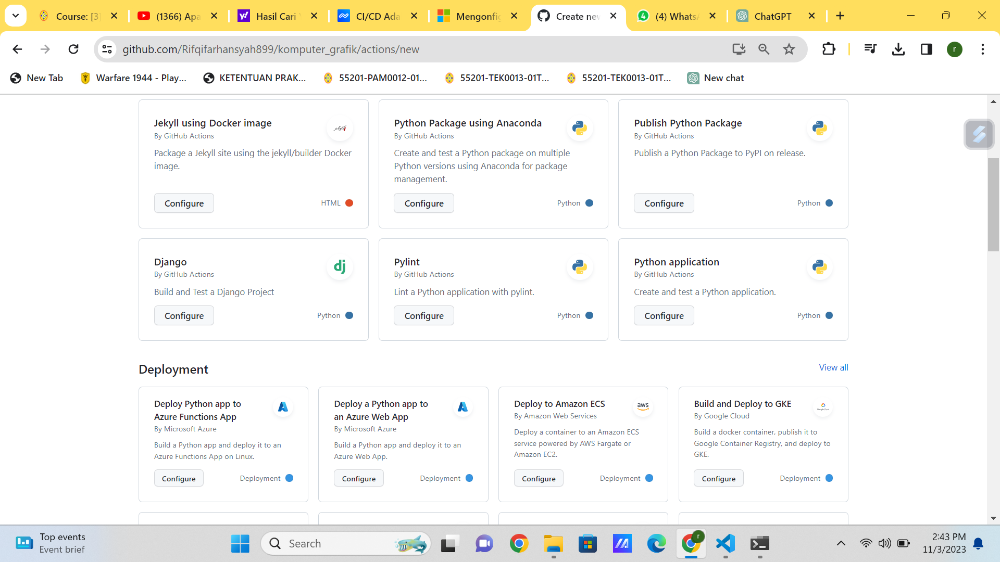 Course: [3]
(1366) Apa
Hasil Cari Y
CI/CD Ada
Mengonfig
Create new
(4) WhatsA
ChatGPT
github.com/Rifqifarhansyah899/komputer_grafik/actions/new
r
New Tab
Warfare 1944 - Play...
KETENTUAN PRAK...
55201-PAM0012-01...
55201-TEK0013-01T...
55201-TEK0013-01T...
New chat
Jekyll using Docker image
By GitHub Actions
Package a Jekyll site using the jekyll/builder Docker
image.
Configure
HTML
Python Package using Anaconda
By GitHub Actions
Create and test a Python package on multiple
Python versions using Anaconda for package
management.
Configure
Python
Publish Python Package
By GitHub Actions
Publish a Python Package to PyPI on release.
Configure
Python
Django
dj
By GitHub Actions
Build and Test a Django Project
Configure
Python
Pylint
By GitHub Actions
Lint a Python application with pylint.
Configure
Python
Python application
By GitHub Actions
Create and test a Python application.
Configure
Python
Deployment
View all
Deploy Python app to
Azure Functions App
By Microsoft Azure
Build a Python app and deploy it to an
Azure Functions App on Linux.
Configure
Deployment
Deploy a Python app to
an Azure Web App
By Microsoft Azure
Build a Python app and deploy it to an
Azure Web App.
Configure
Deployment
Deploy to Amazon ECS
aws
By Amazon Web Services
Deploy a container to an Amazon ECS
service powered by AWS Fargate or
Amazon EC2.
Configure
Deployment
Build and Deploy to GKE
Google Cloud
By Google Cloud
Build a docker container, publish it to
Google Container Registry, and deploy to
GKE.
Configure
Deployment
Top events
Event brief
Search
r
2:43 PM
11/3/2023